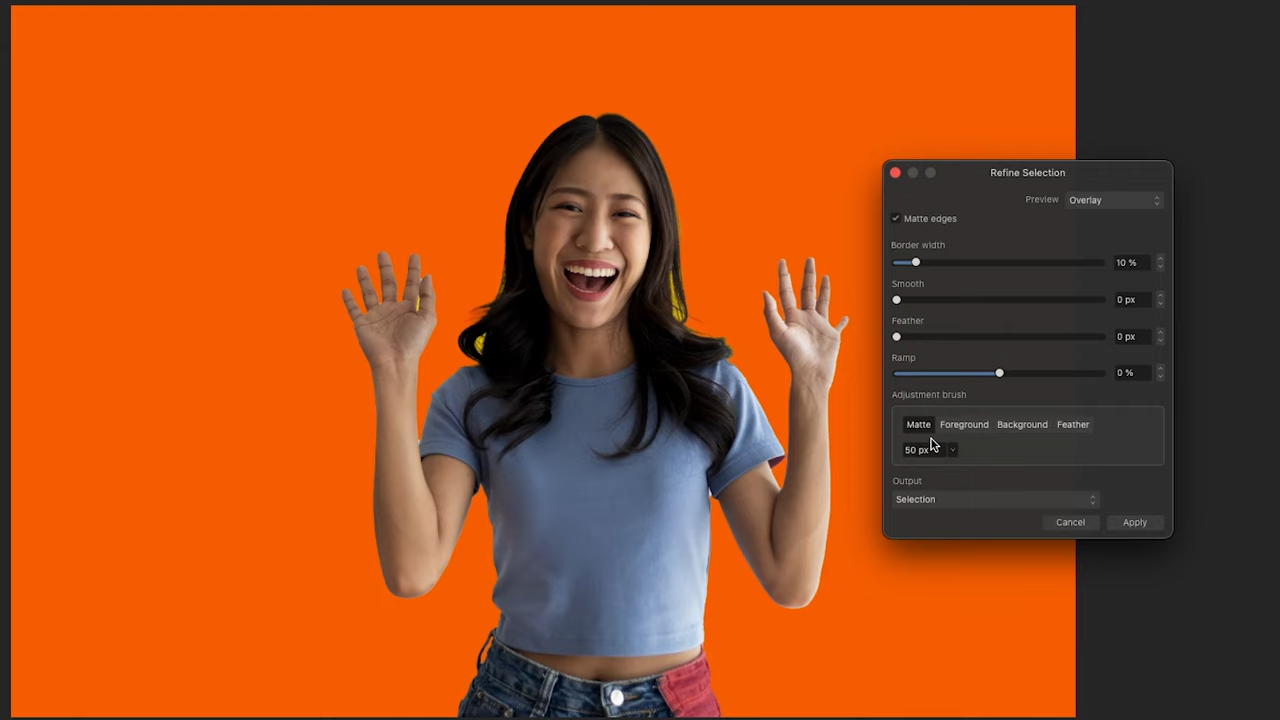 Refine Selection
Preview Overlay
Matte edges
Border width
10 %
Smooth
0 px
Feather
0 px
Ramp
0 %
Adjustment brush
Matte Foreground Background Feather
50 px
Output
Selection
Cancel Apply